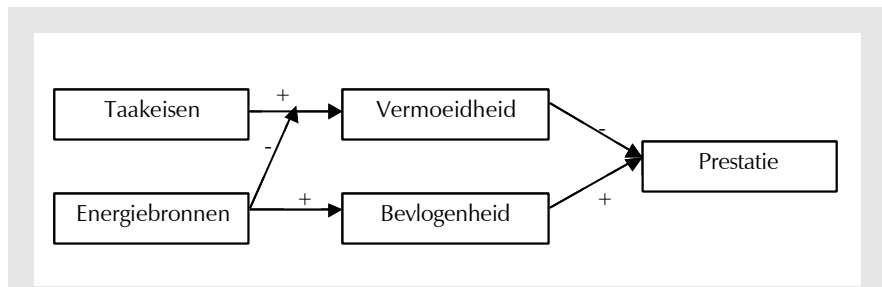 +
Taakeisen
Vermoeidheid
-
-
Prestatie
Energiebronnen
+
Bevlogenheid
+